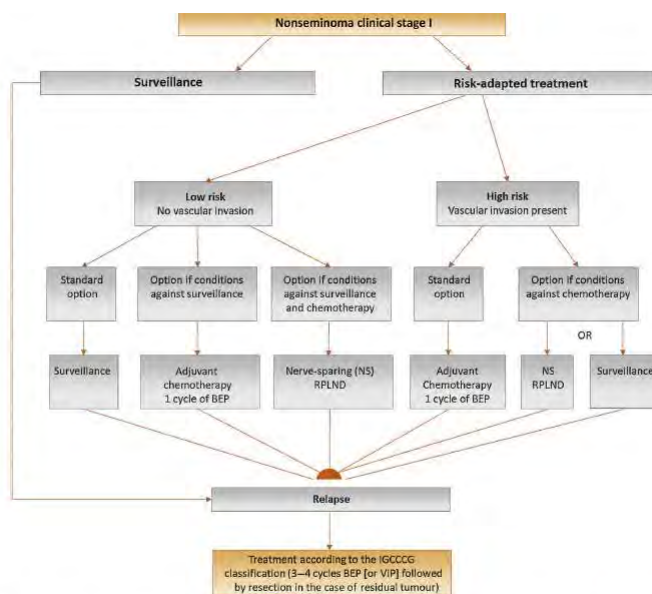 Nonseminoma clinical stage I
Surveillance
Risk-adapted treatment
Low risk
No vascular invasion
High risk
Vascular invasion present
Standard
option
Option if conditions
against surveillance
Option if conditions
against surveillance
and chemotherapy
Standard
option
Option if conditions
against chemotherapy
OR
Surveillance
Adjuvant
chemotherapy
1 cycle of BEP
Nerve-sparing (NS)
RPLND
Adjuvant
Chemotherapy
1 cycle of BEP
NS
RPLND
Surveillance
Relapse
Treatment according to the IGCCCG
classification (3–4 cycles BEP [or VIP] followed
by resection in the case of residual tumour)